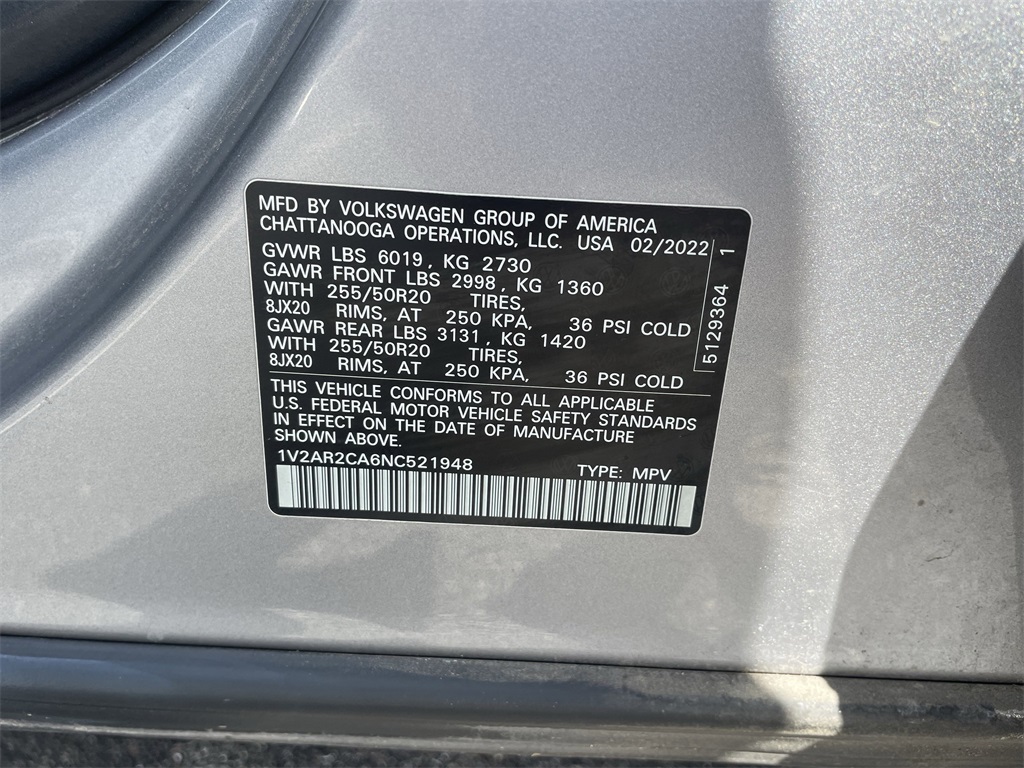 MFD BY VOLKSWAGEN GROUP OF AMERICA
CHATTANOOGA OPERATIONS, LLC. USA 02/2022
GVWR LBS 6019, KG 2730
GAWR FRONT LBS 2998, KG 1360
WITH 255/50R20 TIRES,
8JX20 RIMS, AT 250 KPA, 36 PSI COLD
GAWR REAR LBS 3131, KG 1420
WITH 255/50R20 TIRES,
8JX20 RIMS, AT 250 KPA, 36 PSI COLD
5129364 1
THIS VEHICLE CONFORMS TO ALL APPLICABLE
U.S. FEDERAL MOTOR VEHICLE SAFETY STANDARDS
IN EFFECT ON THE DATE OF MANUFACTURE
SHOWN ABOVE.
1V2AR2CA6NC521948 TYPE: MPV